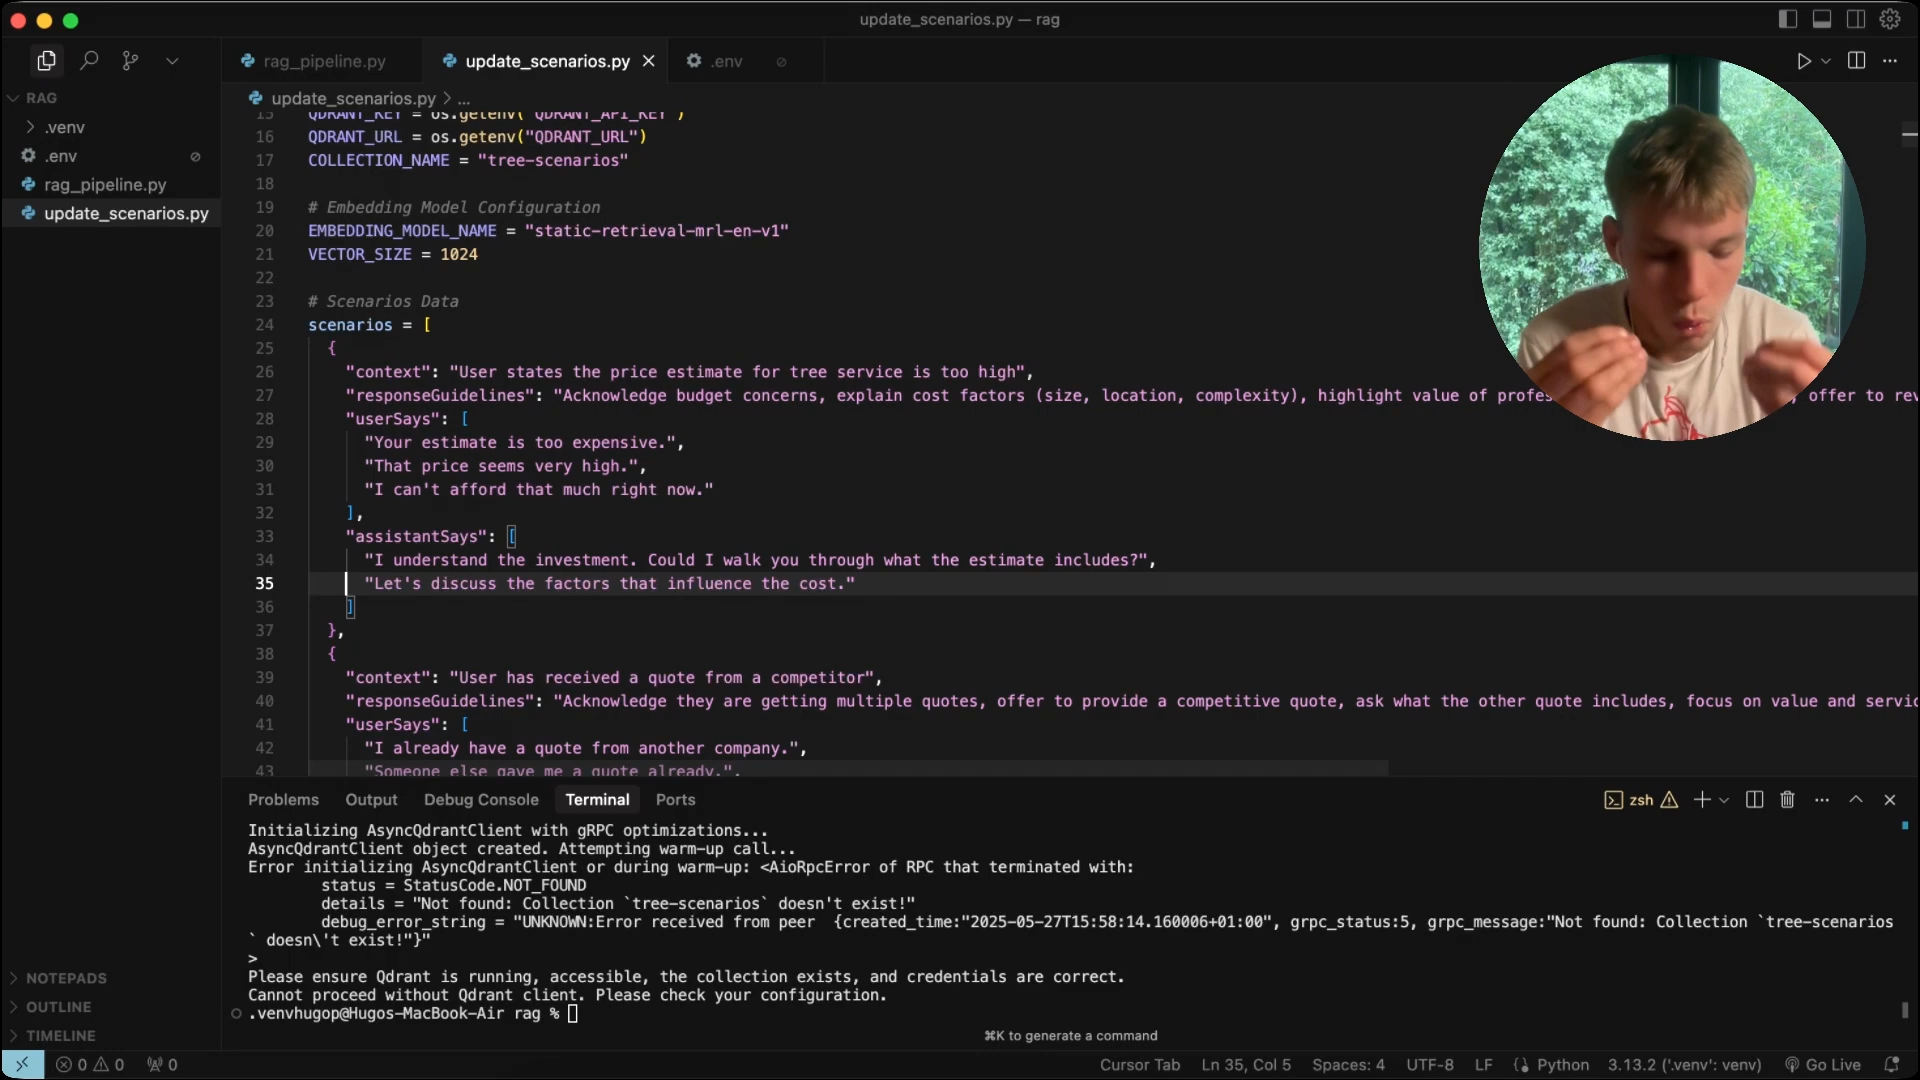 update_scenarios.py — rag
rag_pipeline.py
update_scenarios.py
.env
RAG
.venv
.env
rag_pipeline.py
update_scenarios.py
NOTEPADS
OUTLINE
TIMELINE
update_scenarios.py > ...
15 QDRANT_KEY = os.getenv("QDRANT_API_KEY")
16 QDRANT_URL = os.getenv("QDRANT_URL")
17 COLLECTION_NAME = "tree-scenarios"
18
19 # Embedding Model Configuration
20 EMBEDDING_MODEL_NAME = "static-retrieval-mrl-en-v1"
21 VECTOR_SIZE = 1024
22
23 # Scenarios Data
24 scenarios = [
25 {
26 "context": "User states the price estimate for tree service is too high",
27 "responseGuidelines": "Acknowledge budget concerns, explain cost factors (size, location, complexity), highlight value of , offer to
28 "userSays": [
29 "Your estimate is too expensive.",
30 "That price seems very high.",
31 "I can't afford that much right now."
32 ],
33 "assistantSays": [
34 "I understand the investment. Could I walk you through what the estimate includes?",
35 "Let's discuss the factors that influence the cost."
36 ]
37 },
38 {
39 "context": "User has received a quote from a competitor",
40 "responseGuidelines": "Acknowledge they are getting multiple quotes, offer to provide a competitive quote, ask what the other quote includes, focus on value and servic
41 "userSays": [
42 "I already have a quote from another company.",
43 "Someone else gave me a quote already.",
Problems Output Debug Console Terminal Ports
zsh
Initializing AsyncQdrantClient with gRPC optimizations...
AsyncQdrantClient object created. Attempting warm-up call...
Error initializing AsyncQdrantClient or during warm-up: <AioRpcError of RPC that terminated with:
status = StatusCode.NOT_FOUND
details = "Not found: Collection `tree-scenarios` doesn't exist!"
debug_error_string = "UNKNOWN:Error received from peer {created_time:"2025-05-27T15:58:14.160006+01:00", grpc_status:5, grpc_message:"Not found: Collection `tree-scenarios
` doesn\'t exist!"}"
>
Please ensure Qdrant is running, accessible, the collection exists, and credentials are correct.
Cannot proceed without Qdrant client. Please check your configuration.
.venvhugop@Hugos-MacBook-Air rag %
⌘K to generate a command
0 0 0 Cursor Tab Ln 35, Col 5 Spaces: 4 UTF-8 LF Python 3.13.2 ('.venv': venv) Go Live